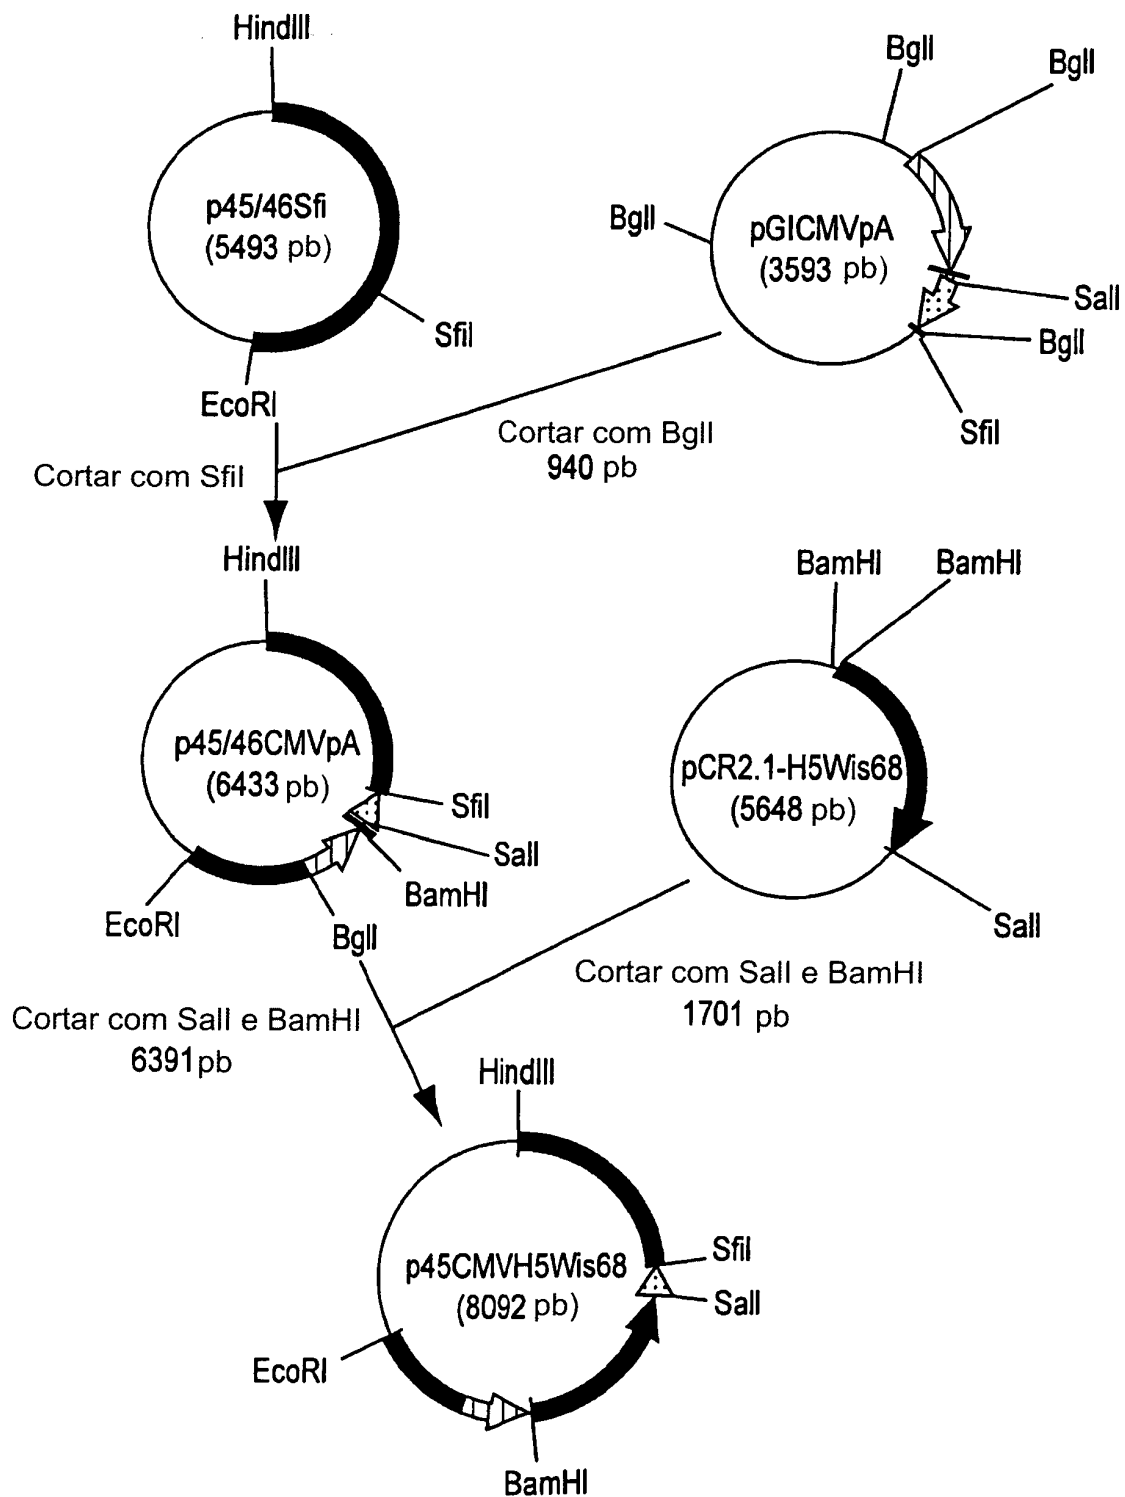 HindIII
p45/46Sfi
(5493 pb)
SfiI
EcoRI
BglI
BglI
BglI
pGICMVpA
(3593 pb)
SalI
BglI
SfiI
Cortar com BglI
940 pb
Cortar com SfiI
HindIII
p45/46CMVpA
(6433 pb)
SfiI
SalI
BamHI
EcoRI
BglI
BamHI
BamHI
pCR2.1-H5Wis68
(5648 pb)
SalI
Cortar com SalI e BamHI
1701 pb
Cortar com SalI e BamHI
6391pb
HindIII
p45CMVH5Wis68
(8092 pb)
SfiI
SalI
EcoRI
BamHI